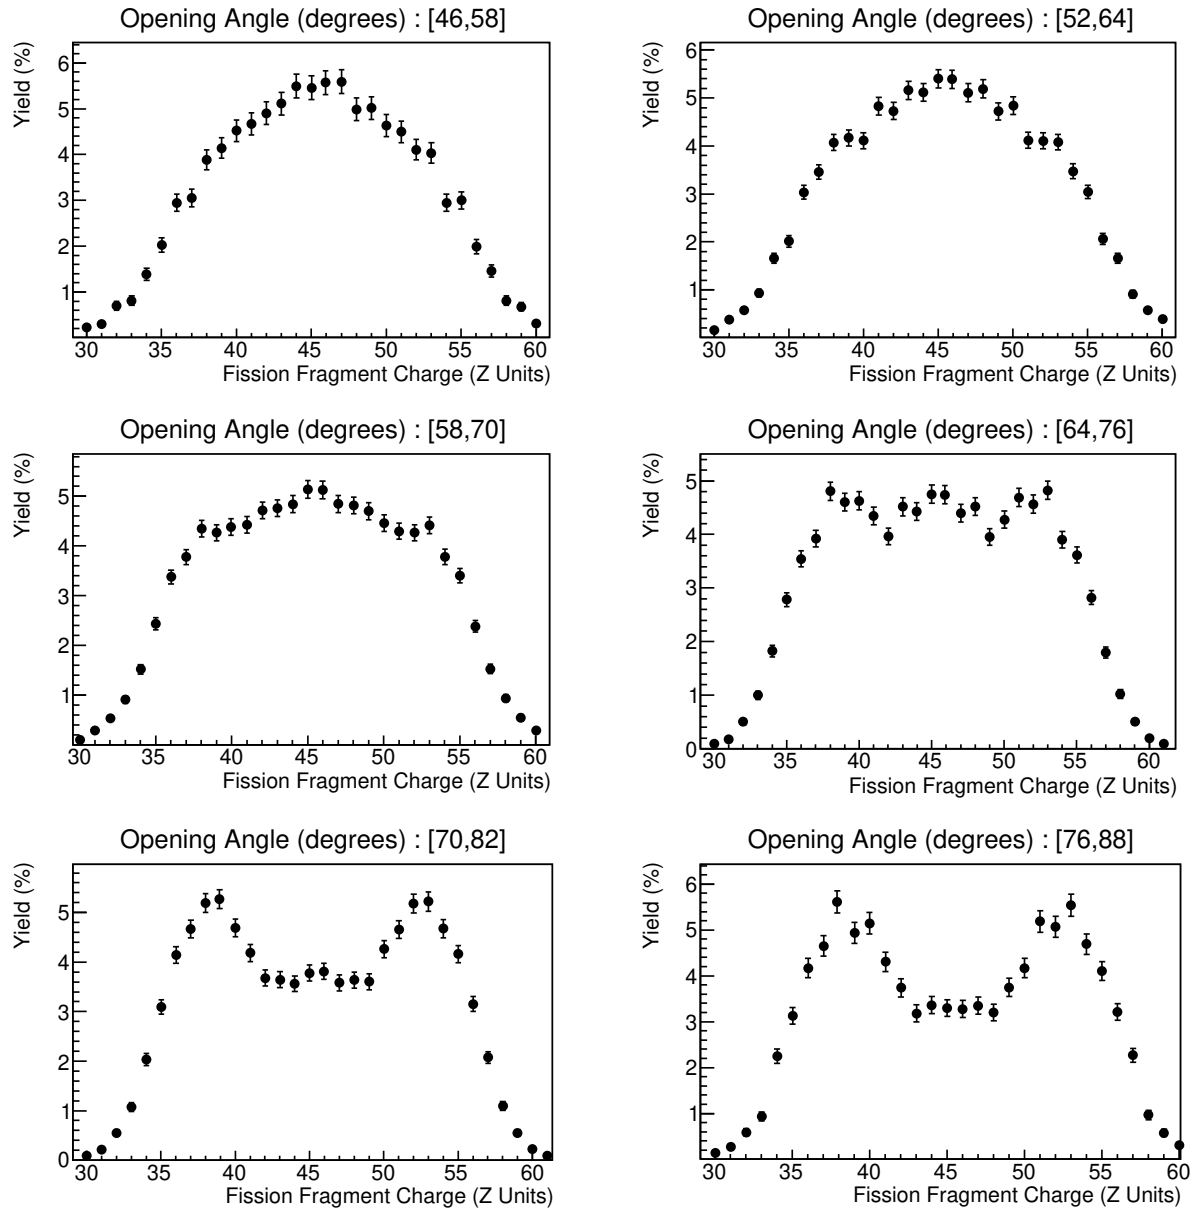 Opening Angle (degrees) : [46,58]
Yield (%)
6
5
4
3
2
1
30 35 40 45 50 55 60
Fission Fragment Charge (Z Units)
Opening Angle (degrees) : [52,64]
Yield (%)
6
5
4
3
2
1
30 35 40 45 50 55 60
Fission Fragment Charge (Z Units)
Opening Angle (degrees) : [58,70]
Yield (%)
5
4
3
2
1
30 35 40 45 50 55 60
Fission Fragment Charge (Z Units)
Opening Angle (degrees) : [64,76]
Yield (%)
5
4
3
2
1
0
30 35 40 45 50 55 60
Fission Fragment Charge (Z Units)
Opening Angle (degrees) : [70,82]
Yield (%)
5
4
3
2
1
0
30 35 40 45 50 55 60
Fission Fragment Charge (Z Units)
Opening Angle (degrees) : [76,88]
Yield (%)
6
5
4
3
2
1
30 35 40 45 50 55 60
Fission Fragment Charge (Z Units)